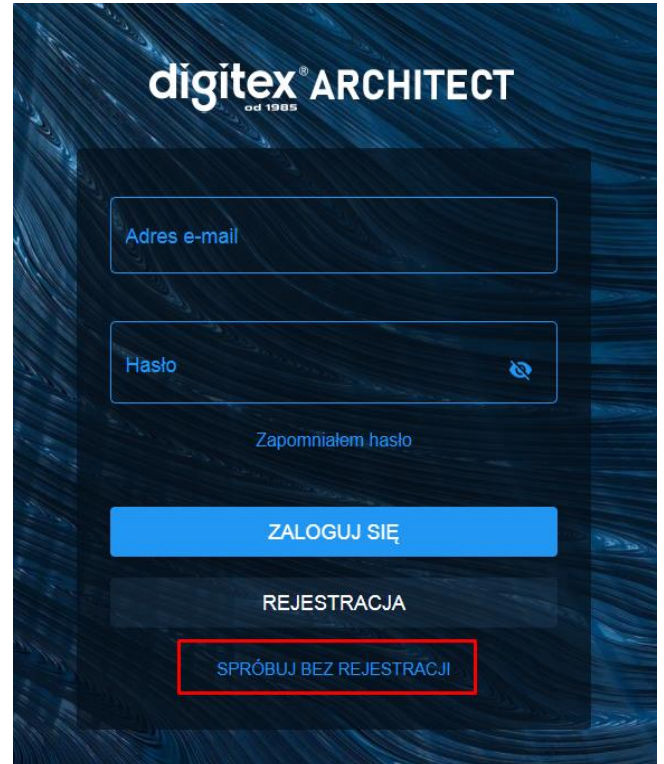 digitex® ARCHITECT
od 1985
Adres e-mail
Hasło
Zapomniałem hasło
ZALOGUJ SIĘ
REJESTRACJA
SPRÓBUJ BEZ REJESTRACJI